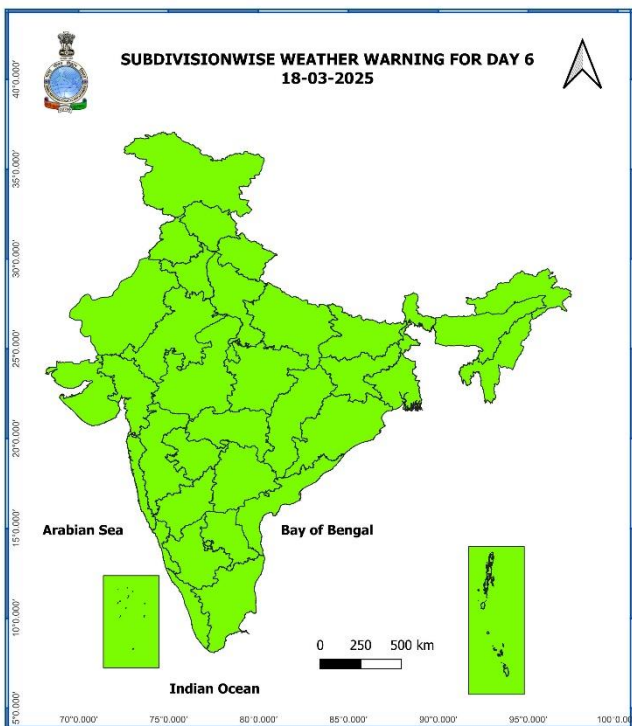 SUBDIVISIONWISE WEATHER WARNING FOR DAY 6
18-03-2025
40°0.000'
35°0.000'
30°0.000'
25°0.000'
20°0.000'
15°0.000'
10°0.000'
5°0.000'
Arabian Sea
Bay of Bengal
0 250 500 km
Indian Ocean
70°0.000' 75°0.000' 80°0.000' 85°0.000' 90°0.000' 95°0.000' 100°0.0